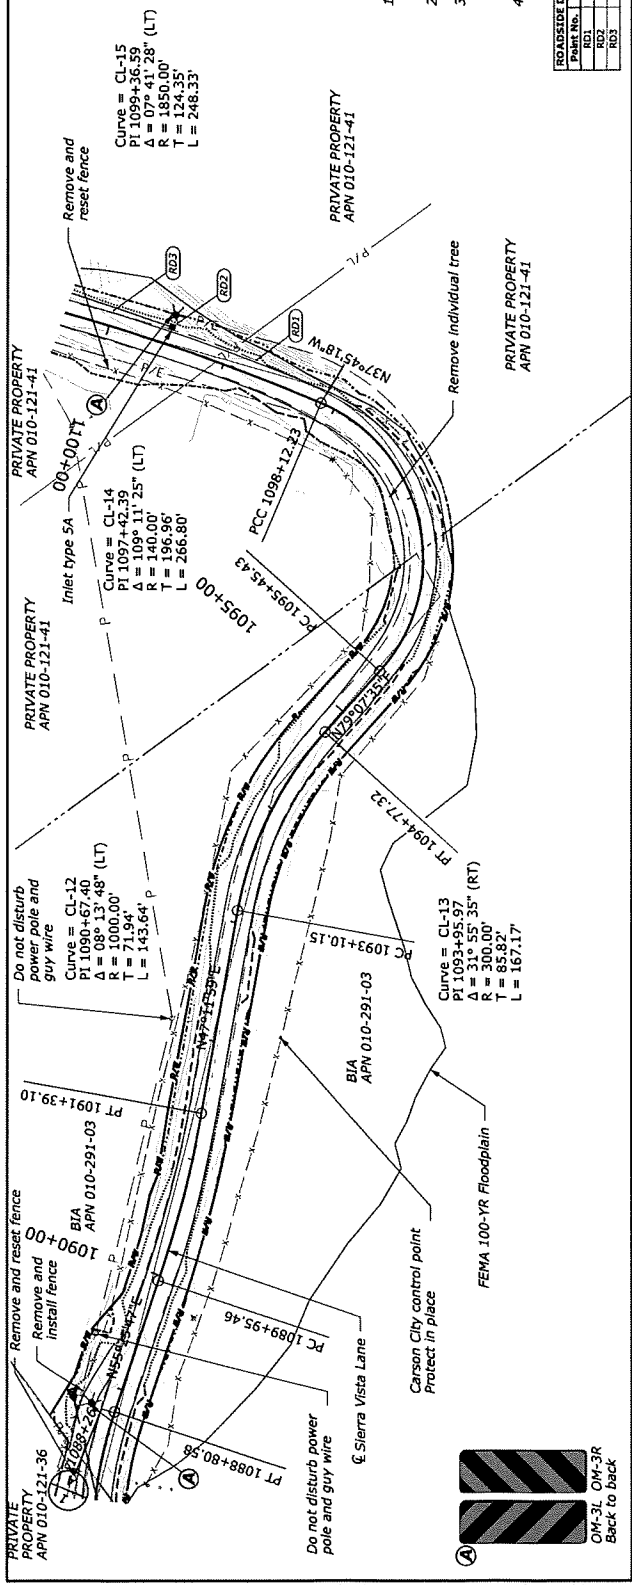 PRIVATE
PROPERTY
APN 010-121-36
Remove and reset fence
Remove and
install fence
1090+00
BIA
APN 010-291-03
PT 1091+39.10
Do not disturb
power pole and
guy wire
Curve = CL-12
PI 1090+67.40
Δ = 08° 13' 48" (LT)
R = 1000.00'
T = 71.94'
L = 143.64'
PRIVATE PROPERTY
APN 010-121-41
PRIVATE PROPERTY
APN 010-121-41
Inlet type 5A
1100+00
A
Curve = CL-14
PI 1097+42.39
Δ = 109° 11' 25" (LT)
R = 140.00'
T = 196.96'
L = 266.80'
1095+00
PC 1095+45.43
PCC 1098+12.23
Remove and
reset fence
Curve = CL-15
PI 1099+36.59
Δ = 07° 41' 28" (LT)
R = 1850.00'
T = 124.35'
L = 248.33'
RD3
RD2
RD1
N37°45'18"W
P/L
P/E
PRIVATE PROPERTY
APN 010-121-41
Remove individual tree
PRIVATE PROPERTY
APN 010-121-41
N55°25'47"E
N47°11'59"E
N79°07'35"E
PT 1088+80.58
A
PC 1089+95.46
PC 1093+10.15
PT 1094+77.32
Do not disturb power
pole and guy wire
℄ Sierra Vista Lane
Carson City control point
Protect in place
BIA
APN 010-291-03
Curve = CL-13
PI 1093+95.97
Δ = 31° 55' 35" (RT)
R = 300.00'
T = 85.82'
L = 167.17'
FEMA 100-YR Floodplain
A
OM-3L OM-3R
Back to back
1
2
3
4
Point No.
RD1
RD2
RD3